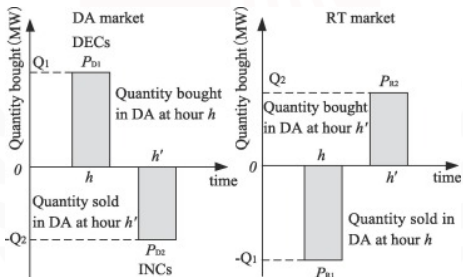 DA market
Quantity bought (MW)
DECs
Q1
PD1
Quantity bought
in DA at hour h
h'
0
h
time
Quantity sold
in DA at hour h'
-Q2
PD2
INCs
RT market
Quantity bought (MW)
Q2
PR2
Quantity bought
in DA at hour h'
h
0
h'
time
Quantity sold in
DA at hour h
-Q1
PR1